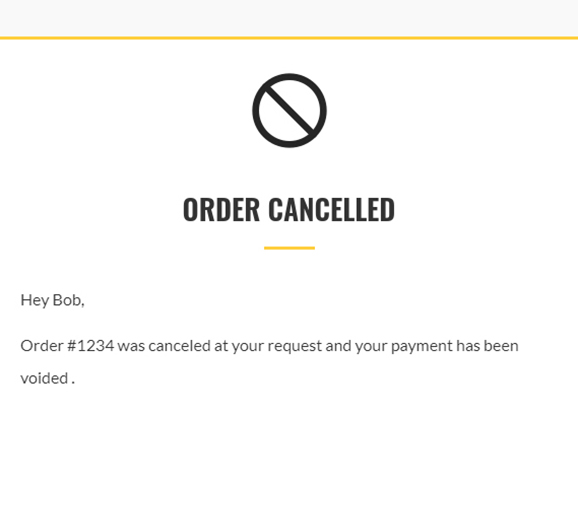 ORDER CANCELLED
Hey Bob,
Order #1234 was canceled at your request and your payment has been
voided .